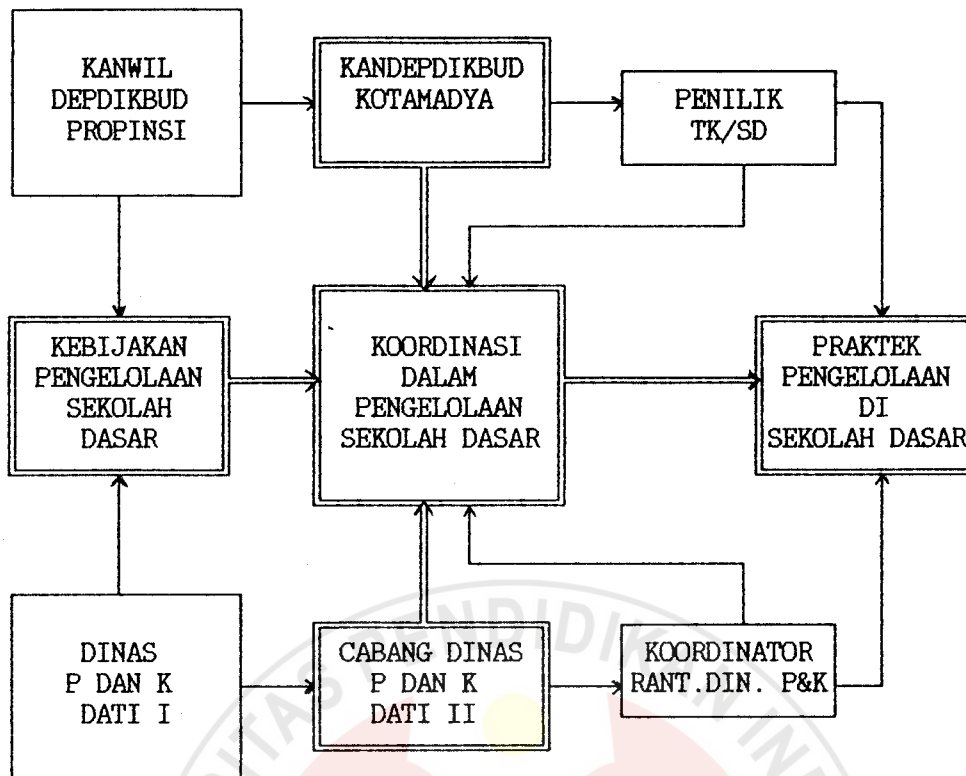 KANWIL
DEPDIKBUD
PROPINSI
KANDEPDIKBUD
KOTAMADYA
PENILIK
TK/SD
KEBIJAKAN
PENGELOLAAN
SEKOLAH
DASAR
KOORDINASI
DALAM
PENGELOLAAN
SEKOLAH DASAR
PRAKTEK
PENGELOLAAN
DI
SEKOLAH DASAR
DINAS
P DAN K
DATI I
CABANG DINAS
P DAN K
DATI II
KOORDINATOR
RANT.DIN. P&K
PENDIDIKAN